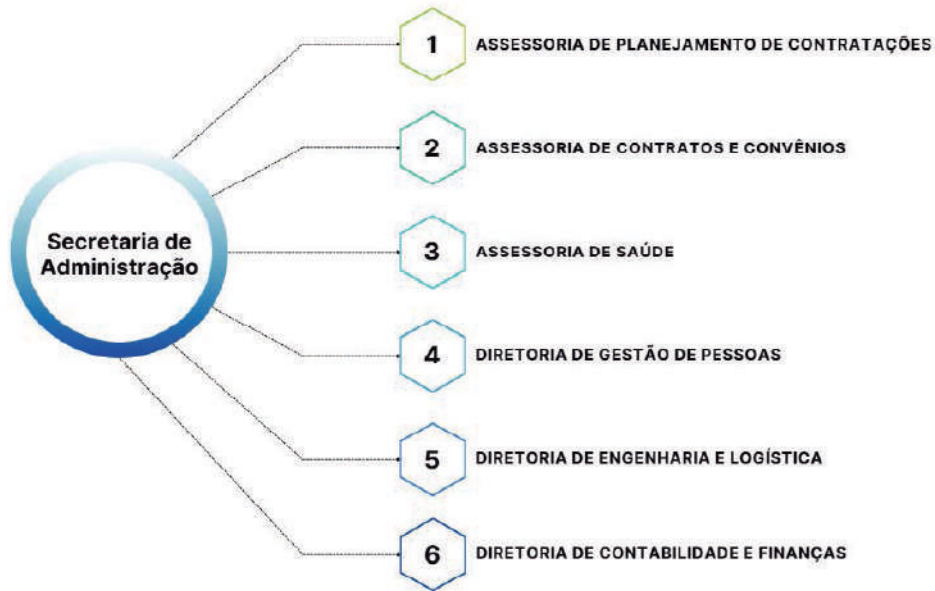 1
ASSESSORIA DE PLANEJAMENTO DE CONTRATAÇÕES
2
ASSESSORIA DE CONTRATOS E CONVÊNIOS
Secretaria de
Administração
3
ASSESSORIA DE SAÚDE
4
DIRETORIA DE GESTÃO DE PESSOAS
5
DIRETORIA DE ENGENHARIA E LOGÍSTICA
6
DIRETORIA DE CONTABILIDADE E FINANÇAS